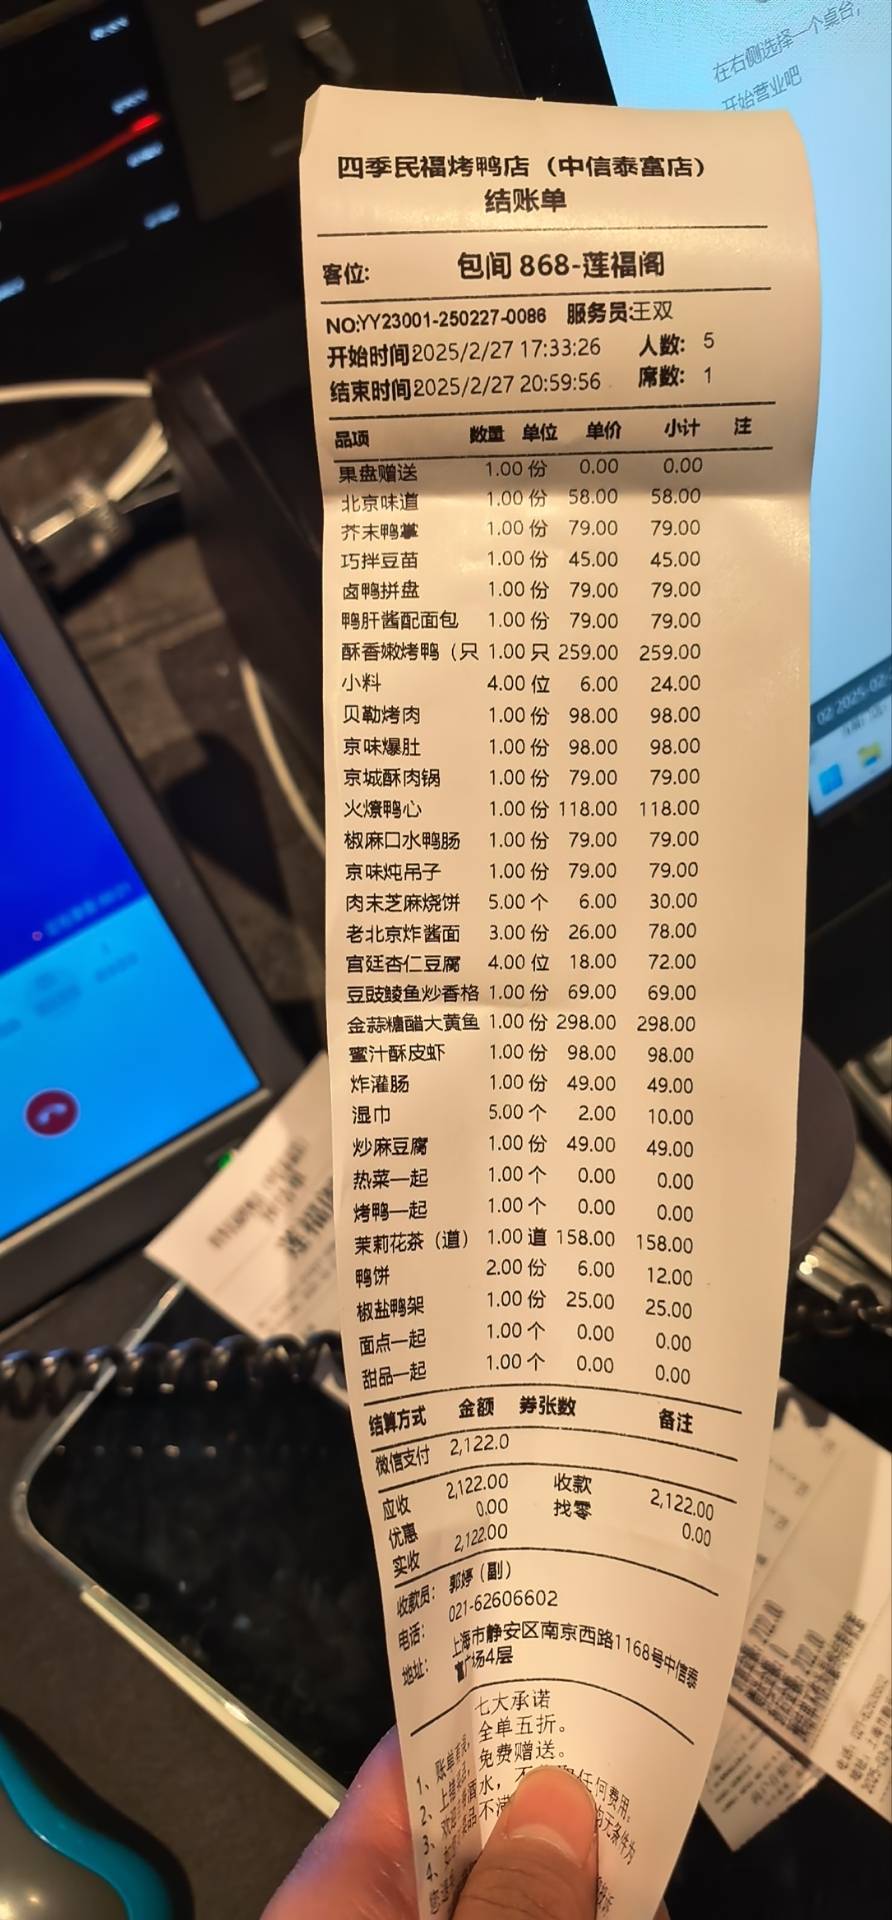 在右侧选择一个桌台,
开始营业吧
四季民福烤鸭店（中信泰富店）
结账单
客位: 包间 868-莲福阁
NO:YY23001-250227-0086 服务员:王双
开始时间2025/2/27 17:33:26 人数: 5
结束时间2025/2/27 20:59:56 席数: 1
品项 数量 单位 单价 小计 注
果盘赠送 1.00 份 0.00 0.00
北京味道 1.00 份 58.00 58.00
芥末鸭掌 1.00 份 79.00 79.00
巧拌豆苗 1.00 份 45.00 45.00
卤鸭拼盘 1.00 份 79.00 79.00
鸭肝酱配面包 1.00 份 79.00 79.00
酥香嫩烤鸭（只 1.00 只 259.00 259.00
小料 4.00 位 6.00 24.00
贝勒烤肉 1.00 份 98.00 98.00
京味爆肚 1.00 份 98.00 98.00
京城酥肉锅 1.00 份 79.00 79.00
火燎鸭心 1.00 份 118.00 118.00
椒麻口水鸭肠 1.00 份 79.00 79.00
京味炖吊子 1.00 份 79.00 79.00
肉末芝麻烧饼 5.00 个 6.00 30.00
老北京炸酱面 3.00 份 26.00 78.00
宫廷杏仁豆腐 4.00 位 18.00 72.00
豆豉鲮鱼炒香格 1.00 份 69.00 69.00
金蒜糖醋大黄鱼 1.00 份 298.00 298.00
蜜汁酥皮虾 1.00 份 98.00 98.00
炸灌肠 1.00 份 49.00 49.00
湿巾 5.00 个 2.00 10.00
炒麻豆腐 1.00 份 49.00 49.00
热菜一起 1.00 个 0.00 0.00
烤鸭一起 1.00 个 0.00 0.00
茉莉花茶（道） 1.00 道 158.00 158.00
鸭饼 2.00 份 6.00 12.00
椒盐鸭架 1.00 份 25.00 25.00
面点一起 1.00 个 0.00 0.00
甜品一起 1.00 个 0.00 0.00
结算方式 金额 券张数 备注
微信支付 2,122.0
应收 2,122.00 收款 2,122.00
优惠 0.00 找零 0.00
实收 2,122.00
收款员: 郭婷（副）
电话: 021-62606602
地址: 上海市静安区南京西路1168号中信泰
富广场4层
七大承诺
1、账单 全单五折。
2、上错 免费赠送。
3、 酒水，不 任何费用。
4、 菜品不满